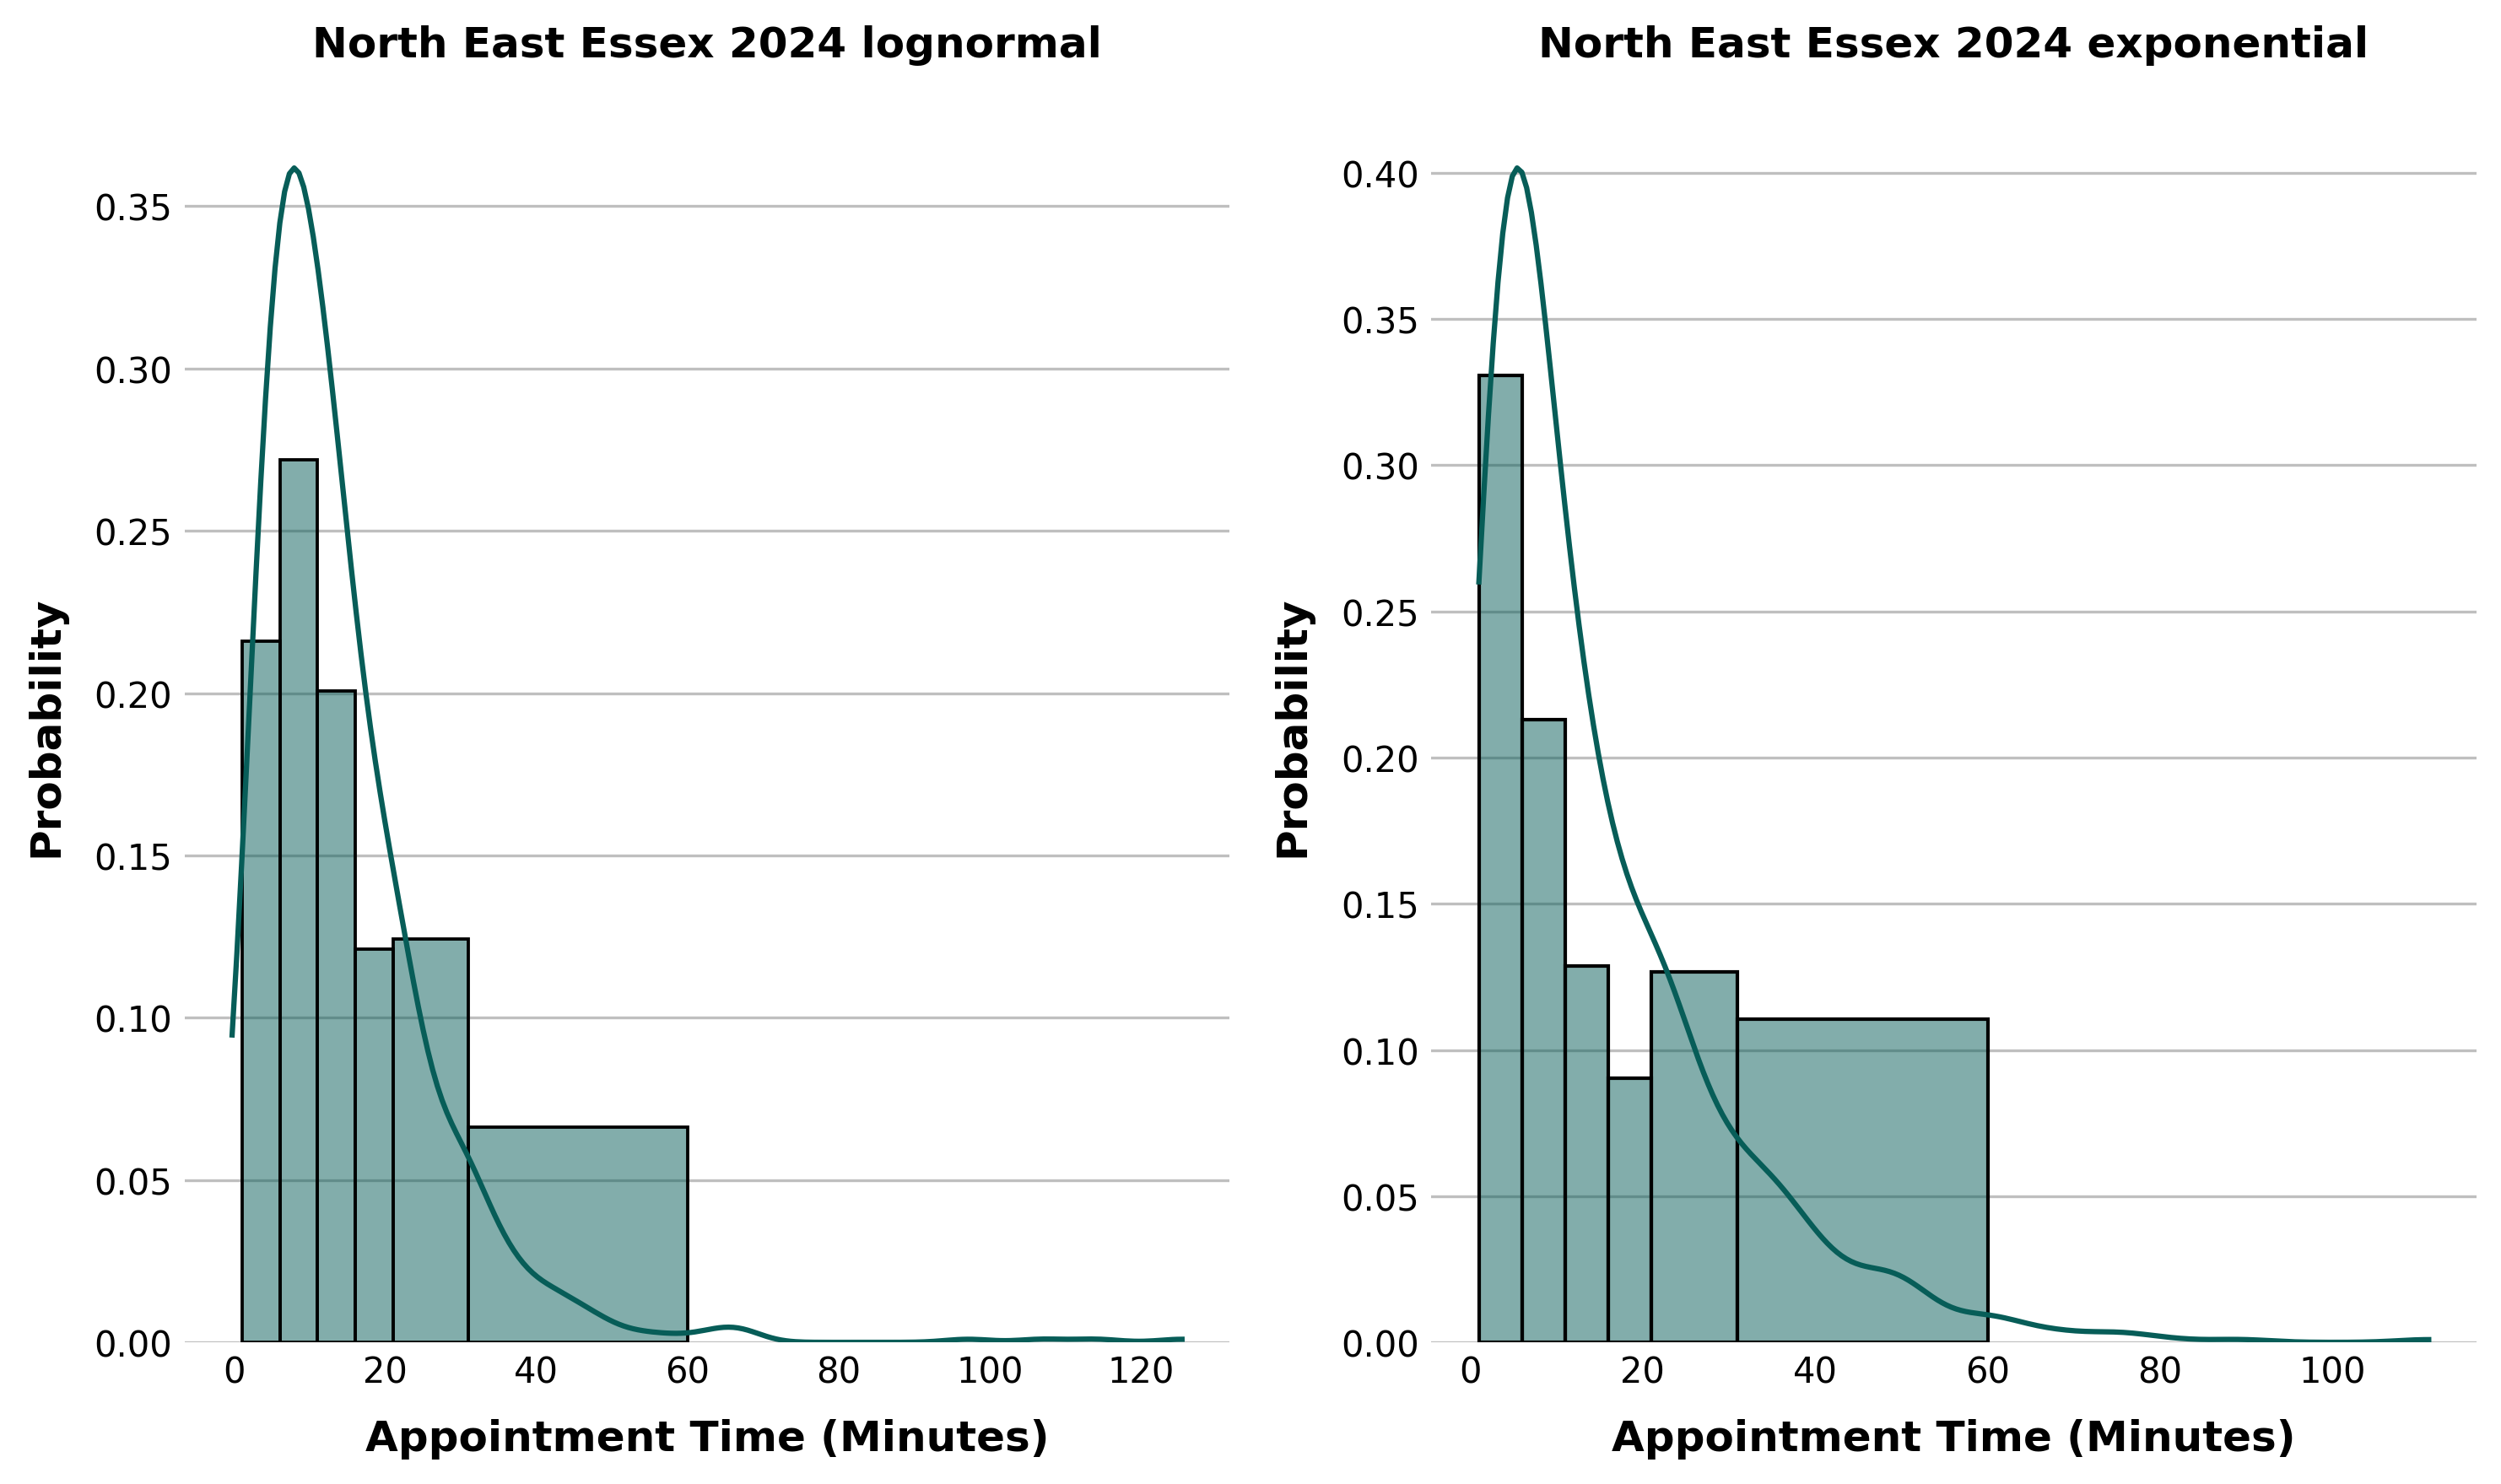 North East Essex 2024 lognormal
0.35
0.30
0.25
0.20
0.15
0.10
0.05
0.00
Probability
0 20 40 60 80 100 120
Appointment Time (Minutes)
North East Essex 2024 exponential
0.40
0.35
0.30
0.25
0.20
0.15
0.10
0.05
0.00
Probability
0 20 40 60 80 100
Appointment Time (Minutes)